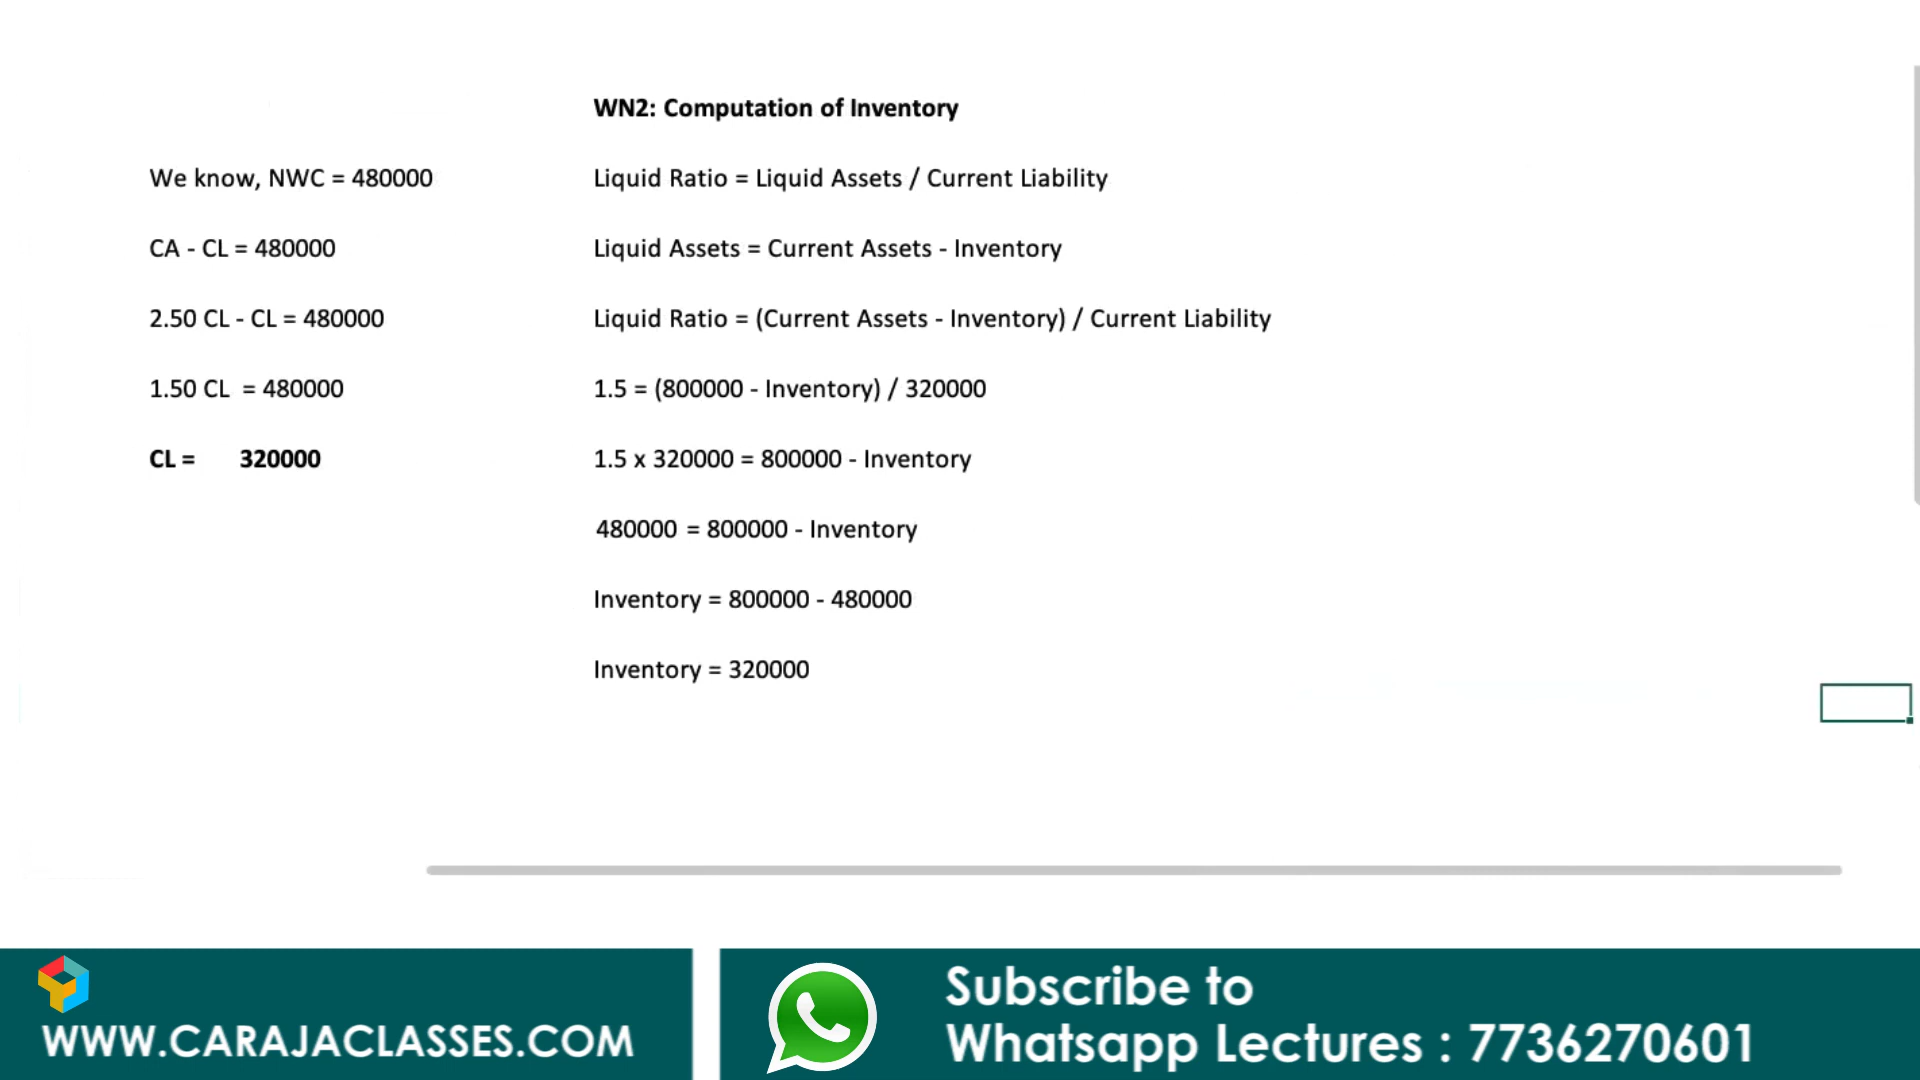 WN2: Computation of Inventory
We know, NWC = 480000
Liquid Ratio = Liquid Assets / Current Liability
CA - CL = 480000
Liquid Assets = Current Assets - Inventory
2.50 CL - CL = 480000
Liquid Ratio = (Current Assets - Inventory) / Current Liability
1.50 CL = 480000
1.5 = (800000 - Inventory) / 320000
CL = 320000
1.5 x 320000 = 800000 - Inventory
480000 = 800000 - Inventory
Inventory = 800000 - 480000
Inventory = 320000
WWW.CARAJACLASSES.COM
Subscribe to
Whatsapp Lectures : 7736270601